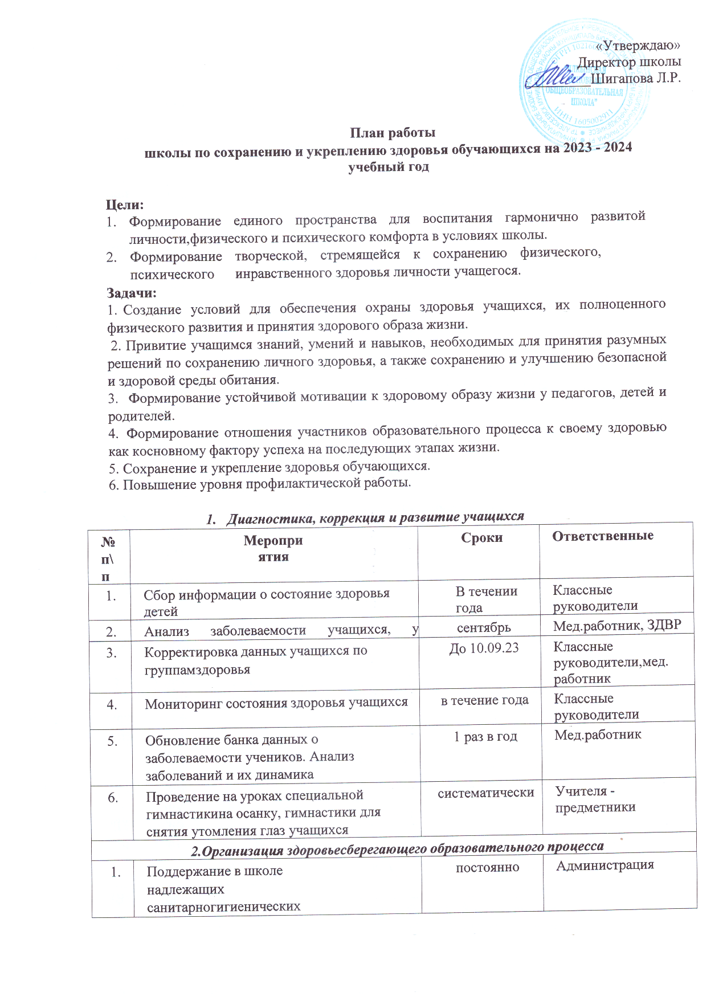 «Утверждаю»
Директор школы
Шигапова Л.Р.
ОБЩЕОБРАЗОВАТЕЛЬНАЯ
ШКОЛА"
ИНН 1605002911
План работы
школы по сохранению и укреплению здоровья обучающихся на 2023 - 2024
учебный год
Цели:
1. Формирование единого пространства для воспитания гармонично развитой
личности,физического и психического комфорта в условиях школы.
2. Формирование творческой, стремящейся к сохранению физического,
психического инравственного здоровья личности учащегося.
Задачи:
1. Создание условий для обеспечения охраны здоровья учащихся, их полноценного
физического развития и принятия здорового образа жизни.
2. Привитие учащимся знаний, умений и навыков, необходимых для принятия разумных
решений по сохранению личного здоровья, а также сохранению и улучшению безопасной
и здоровой среды обитания.
3. Формирование устойчивой мотивации к здоровому образу жизни у педагогов, детей и
родителей.
4. Формирование отношения участников образовательного процесса к своему здоровью
как косновному фактору успеха на последующих этапах жизни.
5. Сохранение и укрепление здоровья обучающихся.
6. Повышение уровня профилактической работы.
1. Диагностика, коррекция и развитие учащихся
№ Меропри Сроки Ответственные
п\ ятия
п
1. Сбор информации о состояние здоровья В течении Классные
детей года руководители
2. Анализ заболеваемости учащихся, у сентябрь Мед.работник, ЗДВР
3. Корректировка данных учащихся по До 10.09.23 Классные
группамздоровья руководители,мед.
работник
4. Мониторинг состояния здоровья учащихся в течение года Классные
руководители
5. Обновление банка данных о 1 раз в год Мед.работник
заболеваемости учеников. Анализ
заболеваний и их динамика
6. Проведение на уроках специальной систематически Учителя -
гимнастикина осанку, гимнастики для предметники
снятия утомления глаз учащихся
2.Организация здоровьесберегающего образовательного процесса
1. Поддержание в школе постоянно Администрация
надлежащих
санитарногигиенических